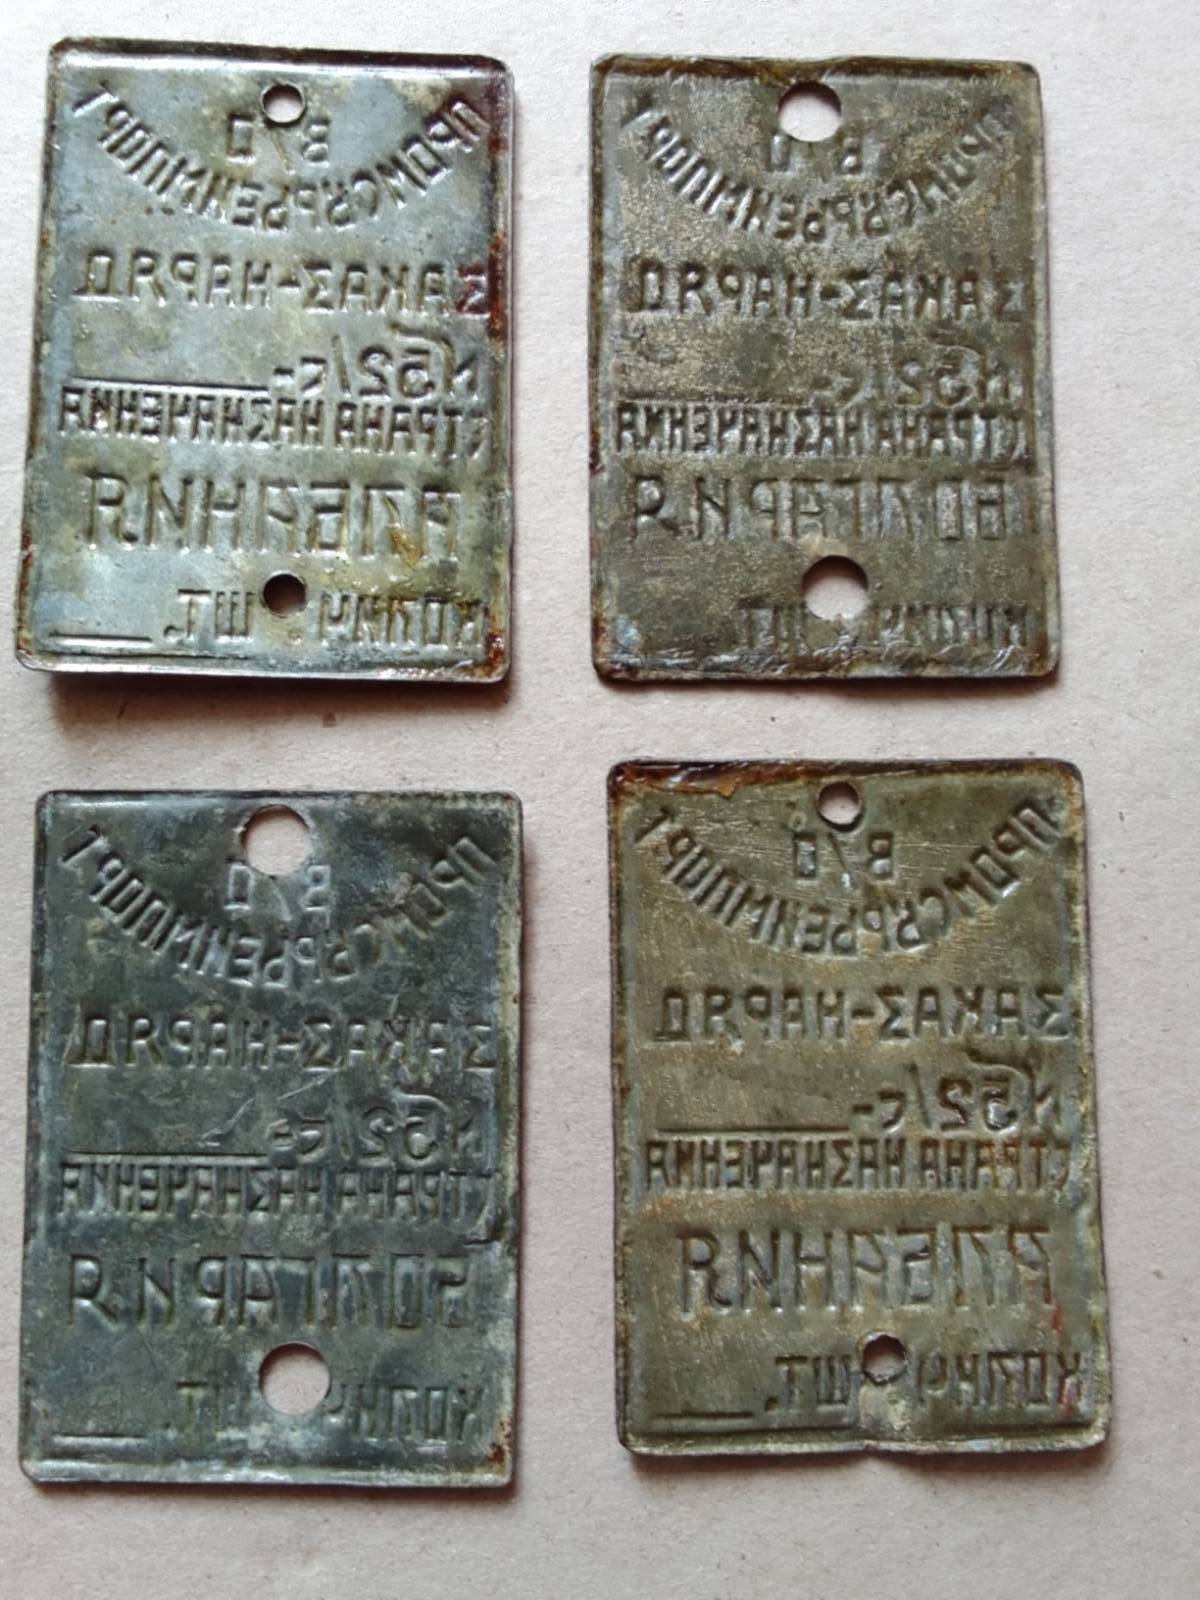 В/О
ПРОМСЫРЬЕИМПОРТ
ЗАКАЗ-НАРЯД
№52/с-
СТРАНА НАЗНАЧЕНИЯ
АЛБАНИЯ
КОЛИЧ. ШТ.
В/О
ПРОМСЫРЬЕИМПОРТ
ЗАКАЗ-НАРЯД
№52/с-
СТРАНА НАЗНАЧЕНИЯ
БОЛГАРИЯ
КОЛИЧ. ШТ.
В/О
ПРОМСЫРЬЕИМПОРТ
ЗАКАЗ-НАРЯД
№52/с-
СТРАНА НАЗНАЧЕНИЯ
БОЛГАРИЯ
КОЛИЧ ШТ.
В/О
ПРОМСЫРЬЕИМПОРТ
ЗАКАЗ-НАРЯД
№52/с-
СТРАНА НАЗНАЧЕНИЯ
АЛБАНИЯ
КОЛИЧ ШТ.